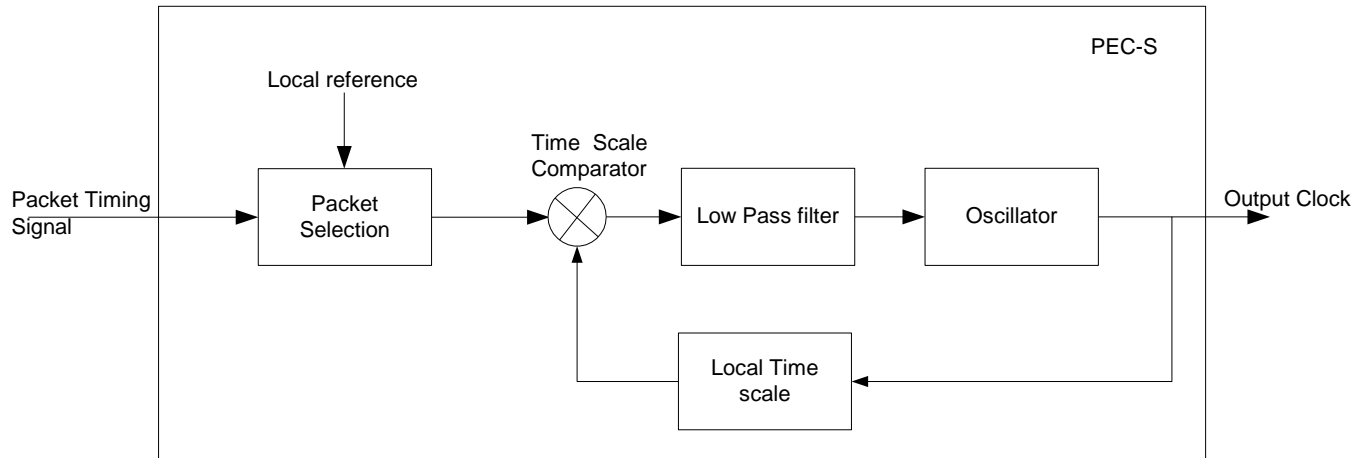 PEC-S
Local reference
Time Scale
Comparator
Packet Timing
Signal
Packet
Selection
Low Pass filter
Oscillator
Output Clock
Local Time
scale